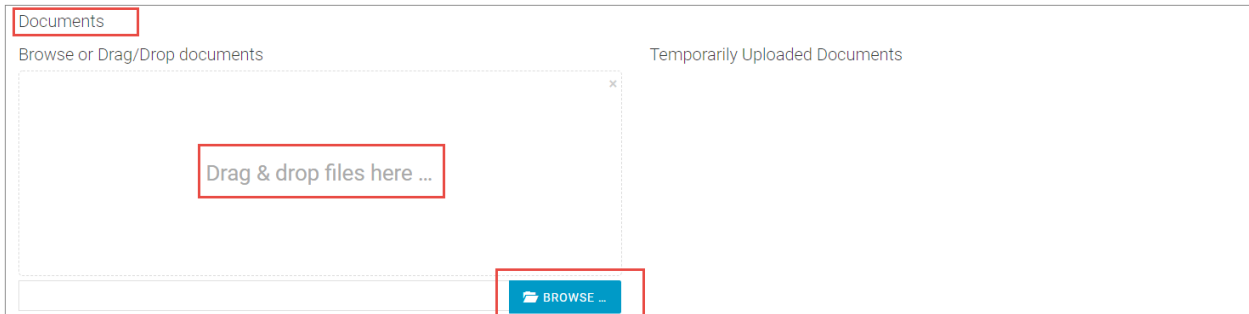 Documents
Browse or Drag/Drop documents
Temporarily Uploaded Documents
×
Drag & drop files here …
BROWSE …